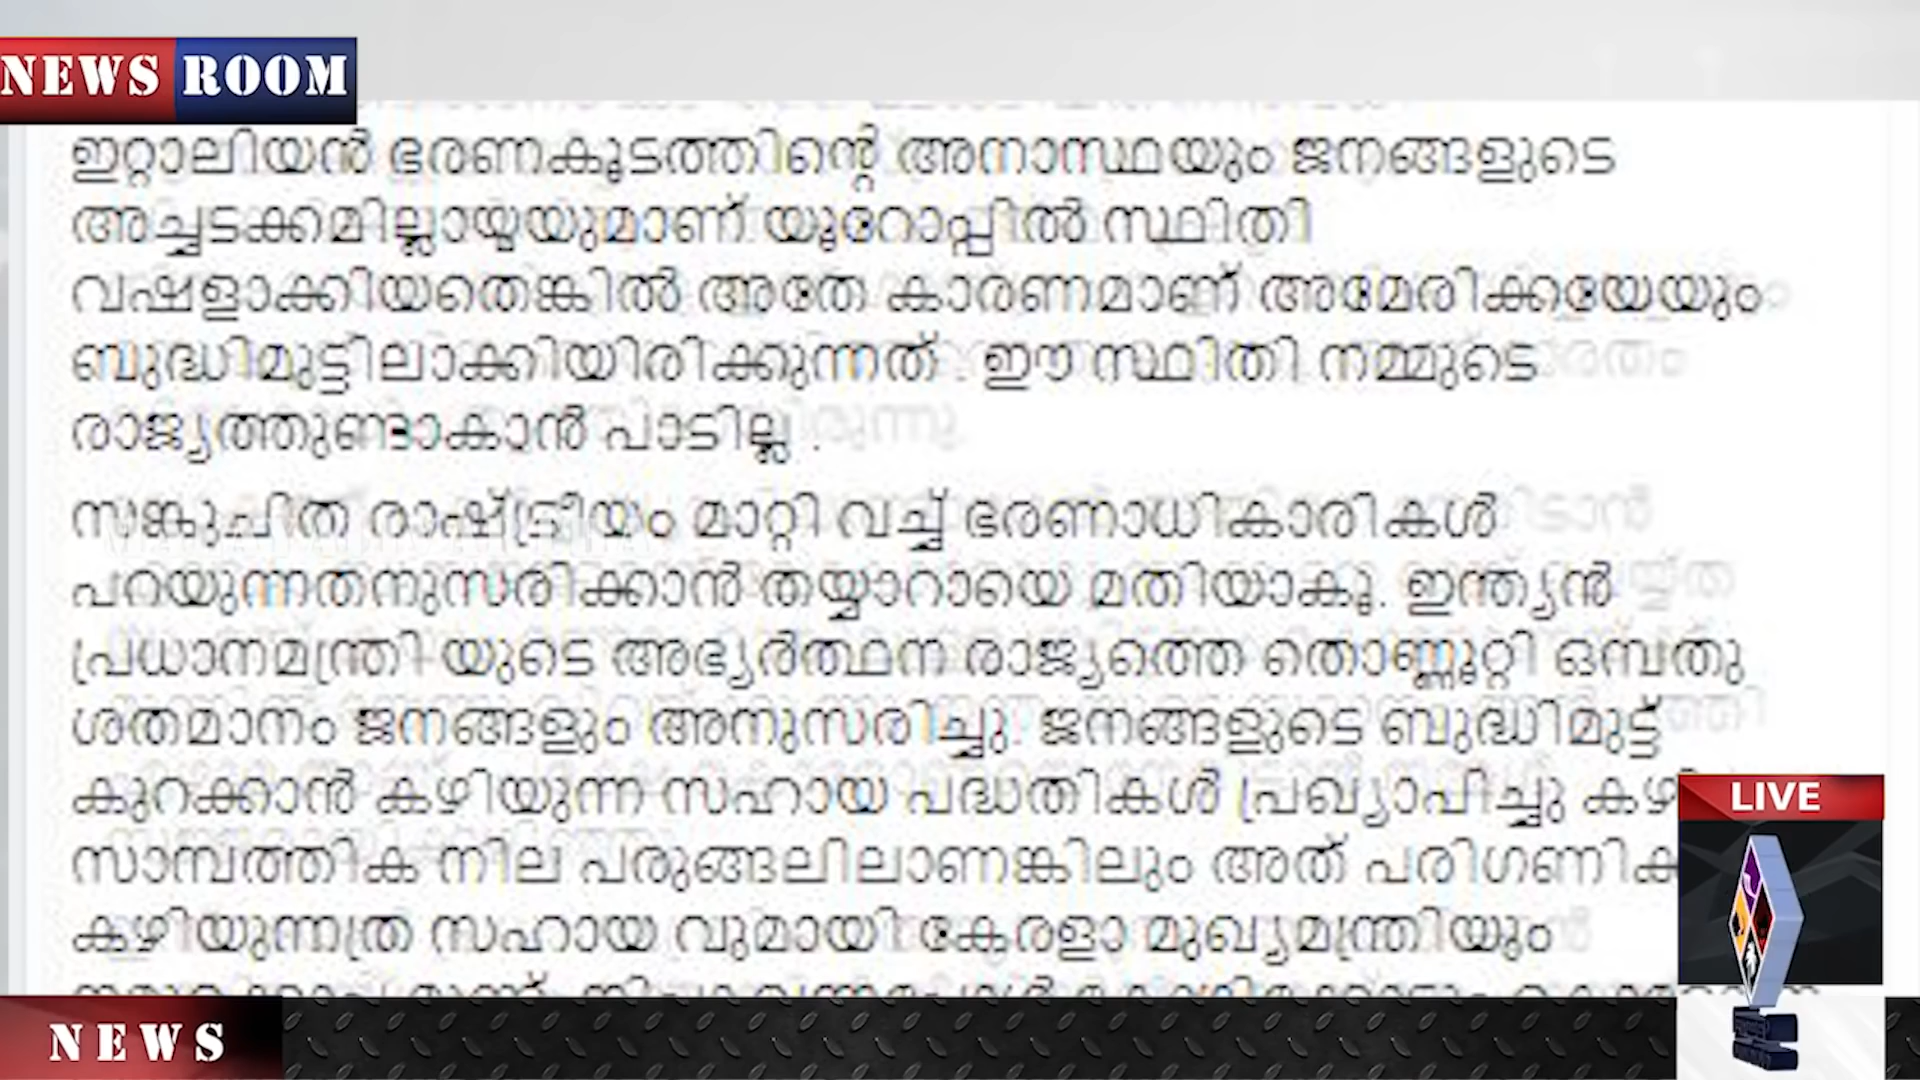 NEWS ROOM
ഇറ്റാലിയൻ ഭരണകൂടത്തിന്റെ അനാസ്ഥയും ജനങ്ങളുടെ
അച്ചടക്കമില്ലായ്മയുമാണ് യൂറോപ്പിൽ സ്ഥിതി
വഷളാക്കിയതെങ്കിൽ അതേ കാരണമാണ് അമേരിക്കയേയും
ബുദ്ധിമുട്ടിലാക്കിയിരിക്കുന്നത് . ഈ സ്ഥിതി നമ്മുടെ
രാജ്യത്തുണ്ടാകാൻ പാടില്ല .
സങ്കുചിത രാഷ്ട്രീയം മാറ്റി വച്ച് ഭരണാധികാരികൾ
പറയുന്നതനുസരിക്കാൻ തയ്യാറായെ മതിയാകൂ. ഇന്ത്യൻ
പ്രധാനമന്ത്രി യുടെ അഭ്യർത്ഥന രാജ്യത്തെ തൊണ്ണൂറ്റി ഒമ്പതു
ശതമാനം ജനങ്ങളും അനുസരിച്ചു. ജനങ്ങളുടെ ബുദ്ധിമുട്ട്
കുറക്കാൻ കഴിയുന്ന സഹായ പദ്ധതികൾ പ്രഖ്യാപിച്ചു
സാമ്പത്തിക നില പരുങ്ങലിലാണങ്കിലും അത്
കഴിയുന്നത്ര സഹായ വുമായി കേരളാ മുഖ്യമന്ത്രിയും
LIVE
NEWS